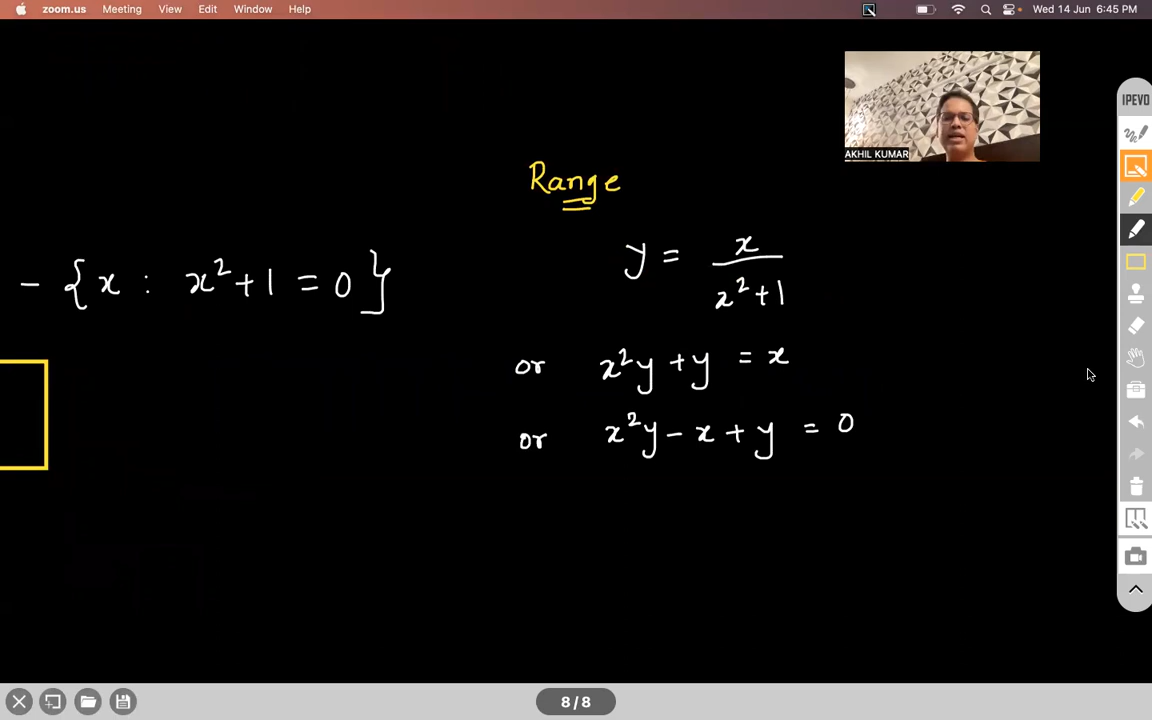 zoom.us Meeting View Edit Window Help Wed 14 Jun 6:45 PM
IPEVO
AKHIL KUMAR
Range
y = x / x² + 1
− {x : x² + 1 = 0}
or x²y + y = x
or x²y − x + y = 0
8 / 8